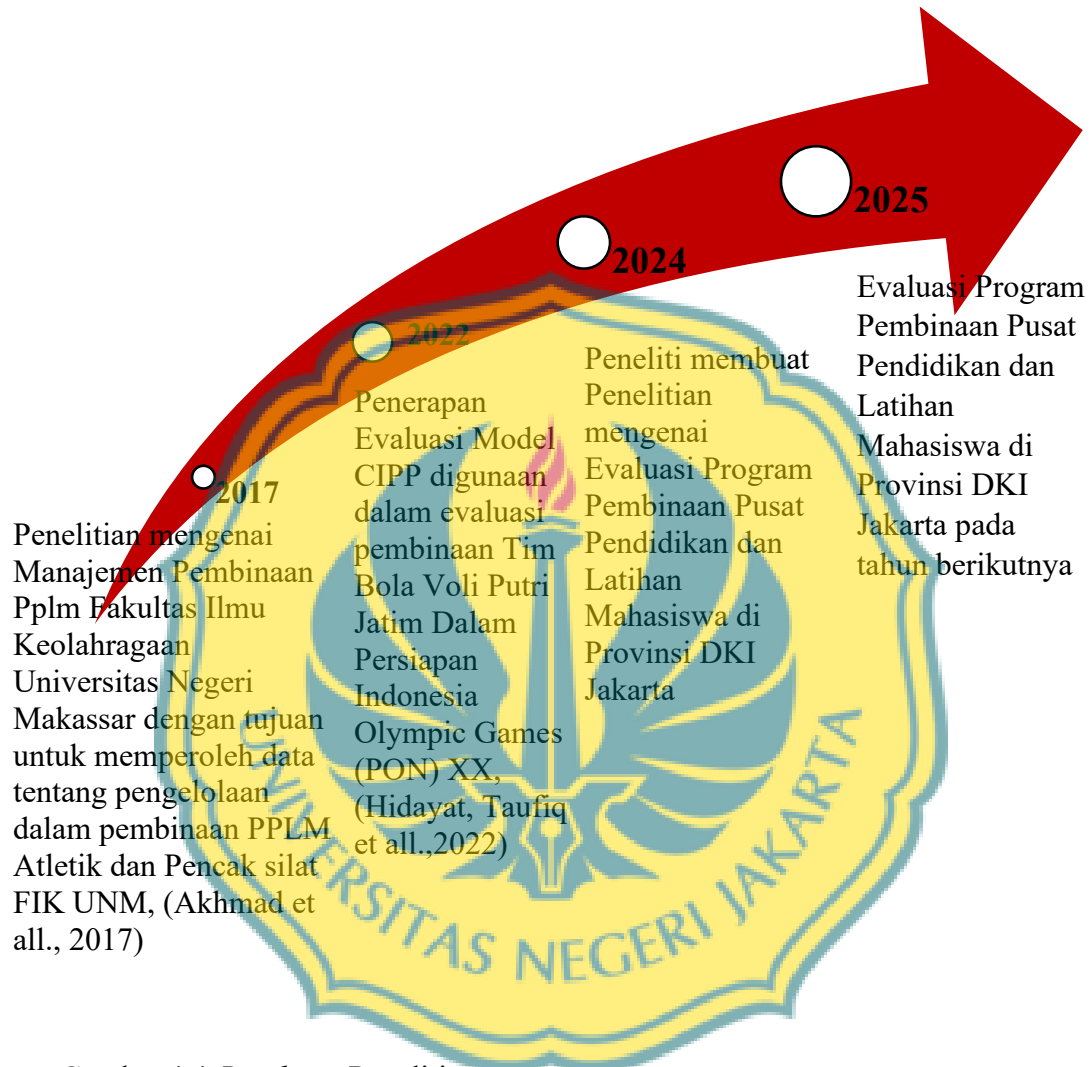 2017
Penelitian mengenai
Manajemen Pembinaan
Pplm Fakultas Ilmu
Keolahragaan
Universitas Negeri
Makassar dengan tujuan
untuk memperoleh data
tentang pengelolaan
dalam pembinaan PPLM
Atletik dan Pencak silat
FIK UNM, (Akhmad et
all., 2017)
2022
Penerapan
Evaluasi Model
CIPP digunaan
dalam evaluasi
pembinaan Tim
Bola Voli Putri
Jatim Dalam
Persiapan
Indonesia
Olympic Games
(PON) XX,
(Hidayat, Taufiq
et all.,2022)
2024
Peneliti membuat
Penelitian
mengenai
Evaluasi Program
Pembinaan Pusat
Pendidikan dan
Latihan
Mahasiswa di
Provinsi DKI
Jakarta
2025
Evaluasi Program
Pembinaan Pusat
Pendidikan dan
Latihan
Mahasiswa di
Provinsi DKI
Jakarta pada
tahun berikutnya
UNIVERSITAS NEGERI JAKARTA